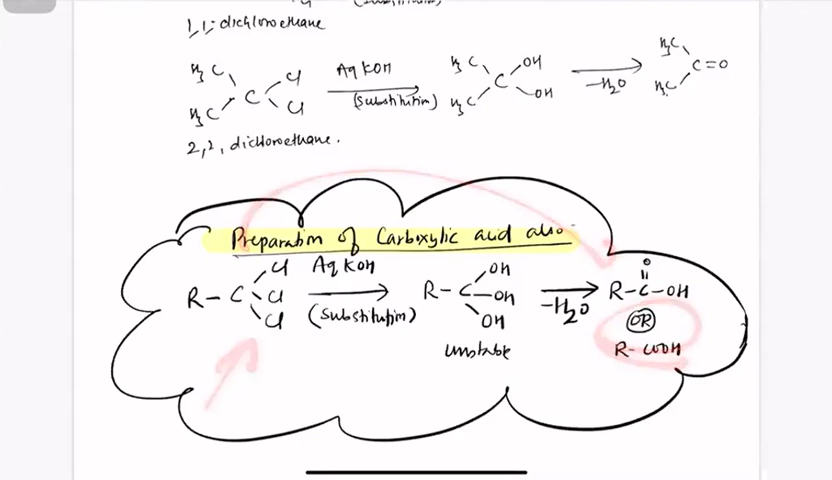 1,1-dichloroethane
H₃C H₃C C Cl Cl Aq KOH (Substitution) H₃C H₃C C OH OH -H₂O H₃C H₃C C=O
2,2, dichloroethane.
Preparation of Carboxylic acid also
R-C Cl Cl Cl Aq KOH (Substitution) R-C OH OH OH -H₂O R-C-OH O
unstable
OR
R-COOH